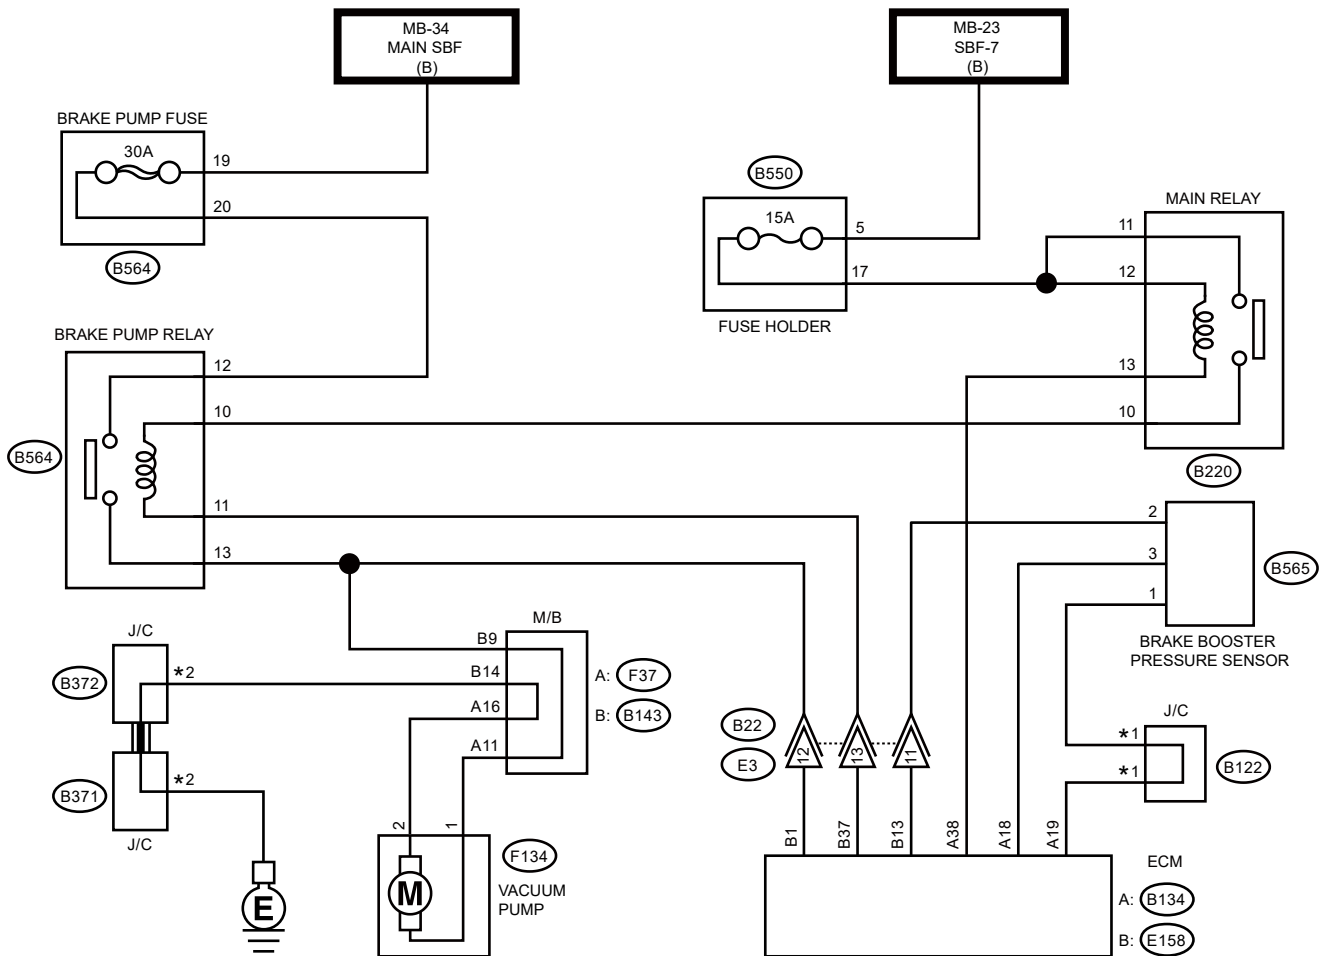 MB-34
MAIN SBF
(B)
MB-23
SBF-7
(B)
BRAKE PUMP FUSE
30A
19
20
B564
B550
15A
5
17
FUSE HOLDER
MAIN RELAY
11
12
13
10
B220
BRAKE PUMP RELAY
12
10
11
13
B564
2
3
1
B565
BRAKE BOOSTER
PRESSURE SENSOR
J/C
B372
*2
B371
*2
J/C
E
M/B
B9
B14
A16
A11
A: F37
B: B143
2
1
M
F134
VACUUM
PUMP
B22
E3
12
13
11
J/C
*1
*1
B122
B1
B37
B13
A38
A18
A19
ECM
A: B134
B: E158